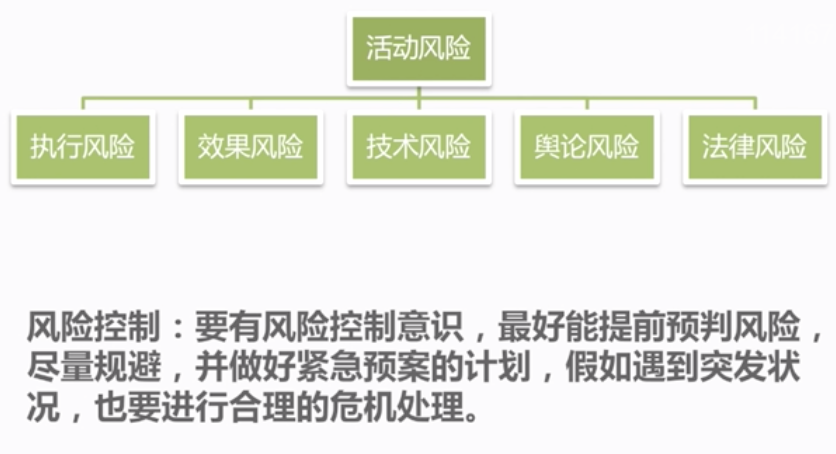 活动风险
执行风险
效果风险
技术风险
舆论风险
法律风险
风险控制：要有风险控制意识，最好能提前预判风险，
尽量规避，并做好紧急预案的计划，假如遇到突发状
况，也要进行合理的危机处理。